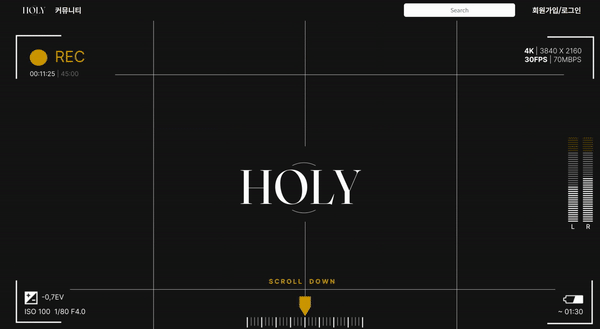 HOLY 커뮤니티 Search 회원가입/로그인
REC
00:11:25 | 45:00
4K | 3840 X 2160
30FPS | 70MBPS
HOLY
L R
SCROLL DOWN
-0,7EV
ISO 100 1/80 F4.0
~ 01:30